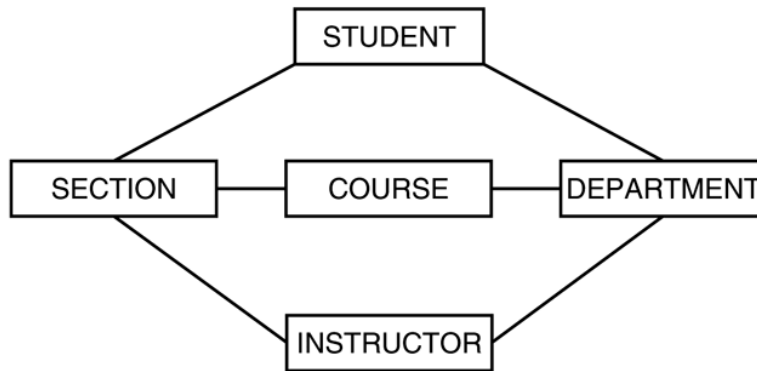 STUDENT
SECTION
COURSE
DEPARTMENT
INSTRUCTOR